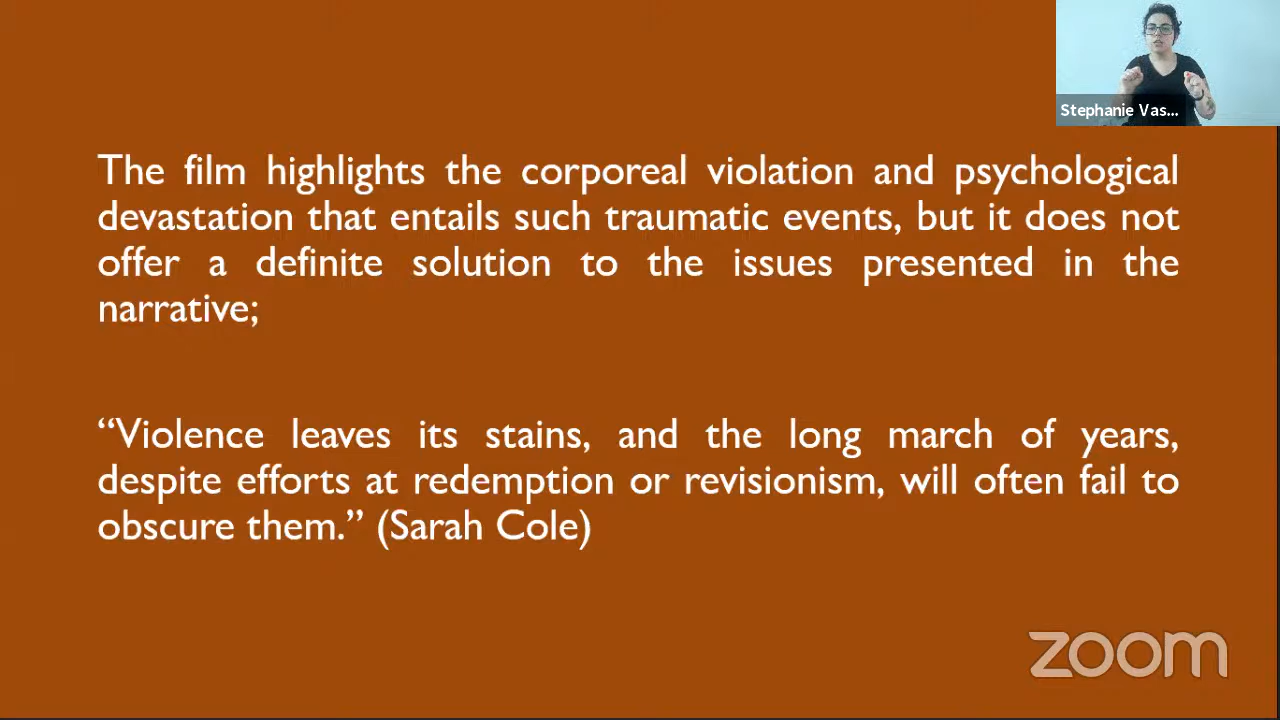 Stephanie Vas...
The film highlights the corporeal violation and psychological
devastation that entails such traumatic events, but it does not
offer a definite solution to the issues presented in the
narrative;
“Violence leaves its stains, and the long march of years,
despite efforts at redemption or revisionism, will often fail to
obscure them.” (Sarah Cole)
zoom